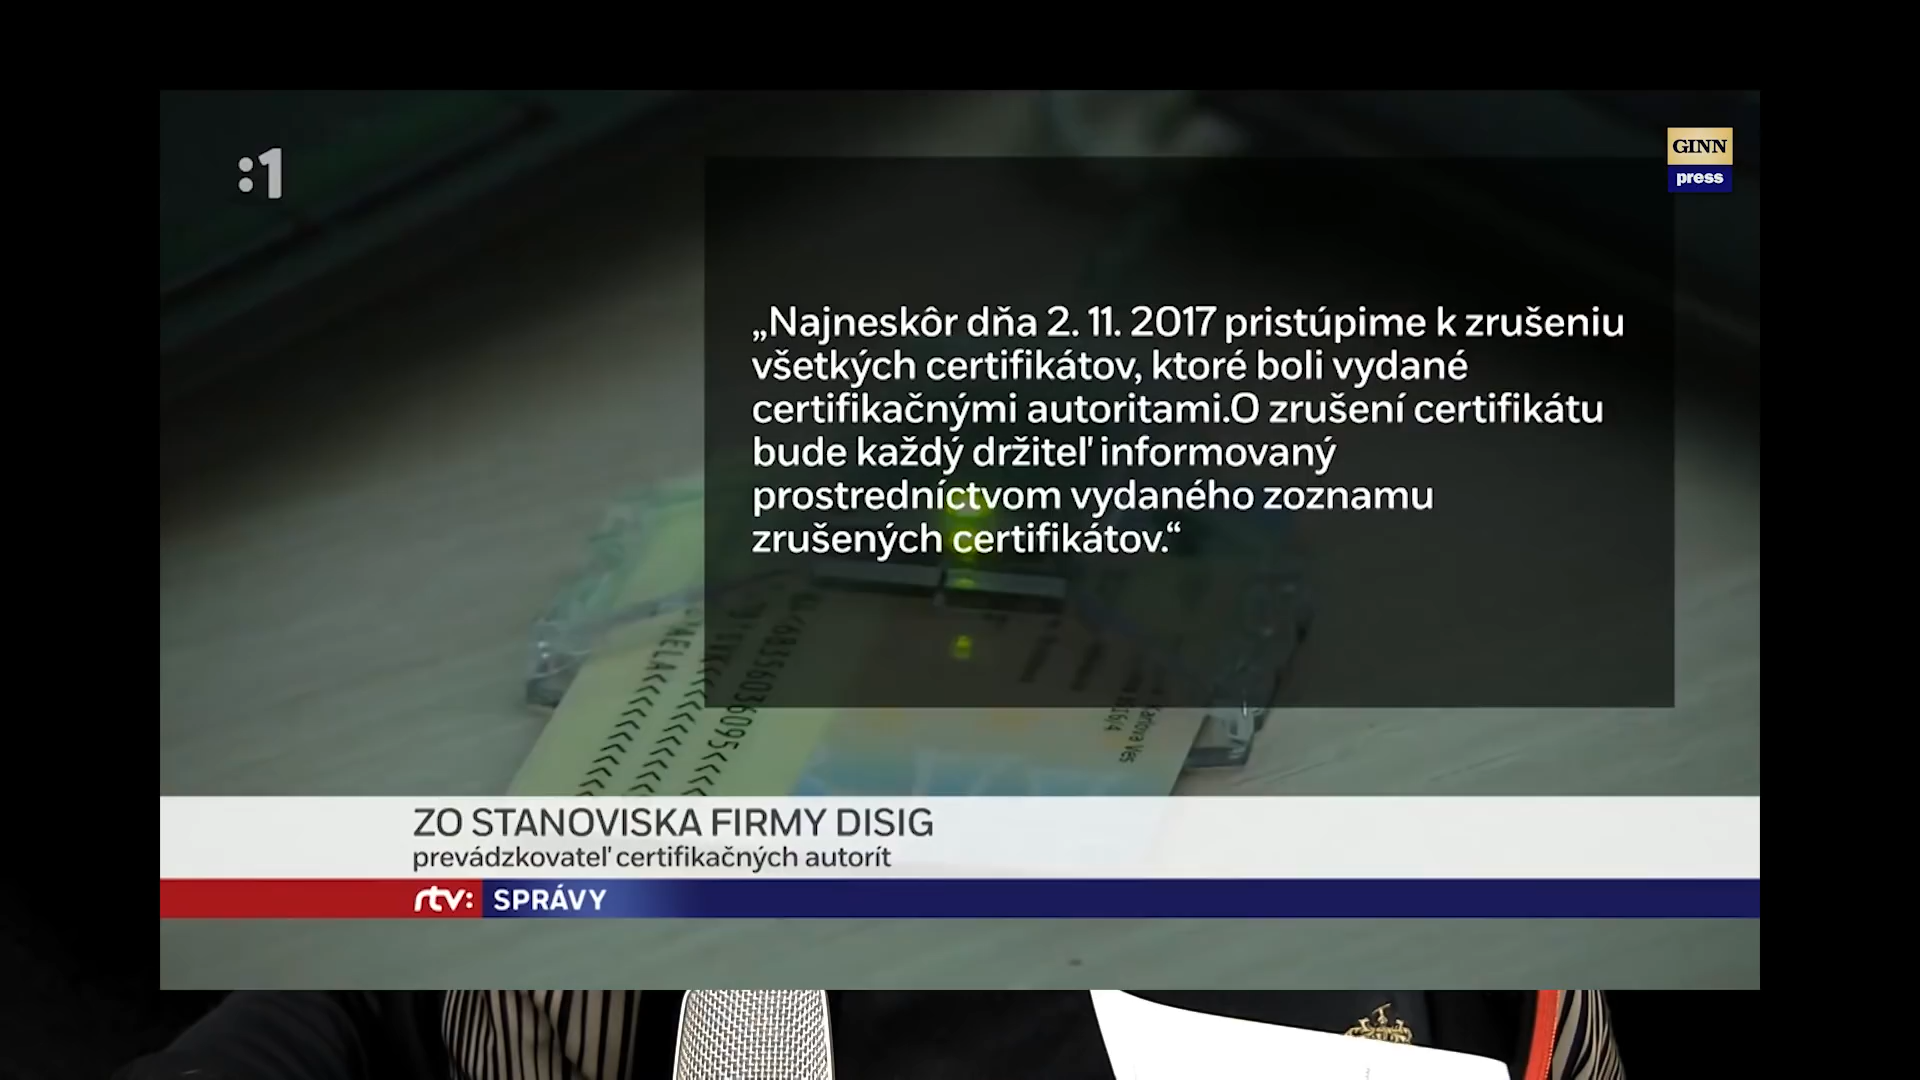 :1
GINN
press
„Najneskôr dňa 2. 11. 2017 pristúpime k zrušeniu
všetkých certifikátov, ktoré boli vydané
certifikačnými autoritami.O zrušení certifikátu
bude každý držiteľ informovaný
prostredníctvom vydaného zoznamu
zrušených certifikátov.“
ZO STANOVISKA FIRMY DISIG
prevádzkovateľ certifikačných autorít
rtv: SPRÁVY